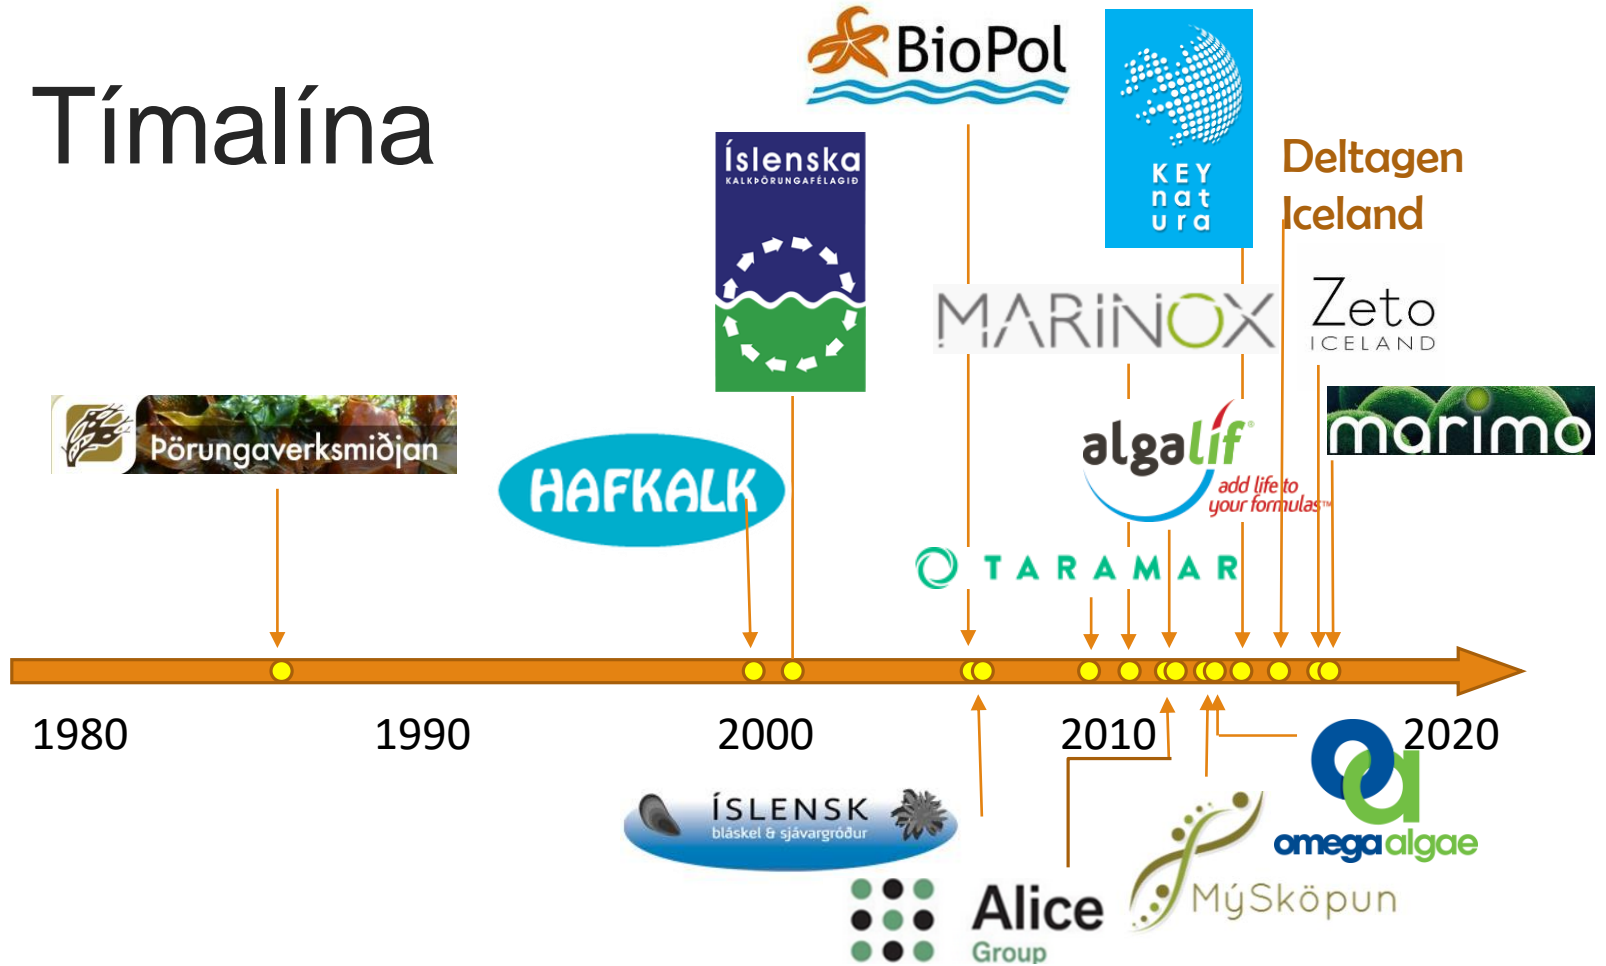 Tímalína
BioPol
KEY
nat
ura
Deltagen
Iceland
Íslenska
KALKÞÖRUNGAFÉLAGIÐ
MARINOX
Zeto
ICELAND
Þörungaverksmiðjan
HAFKALK
algalíf®
add life to
your formulas™
marimo
TARAMAR
1980
1990
2000
2010
2020
ÍSLENSK
bláskel & sjávargróður
Alice
Group
MýSköpun
oa
omega algae